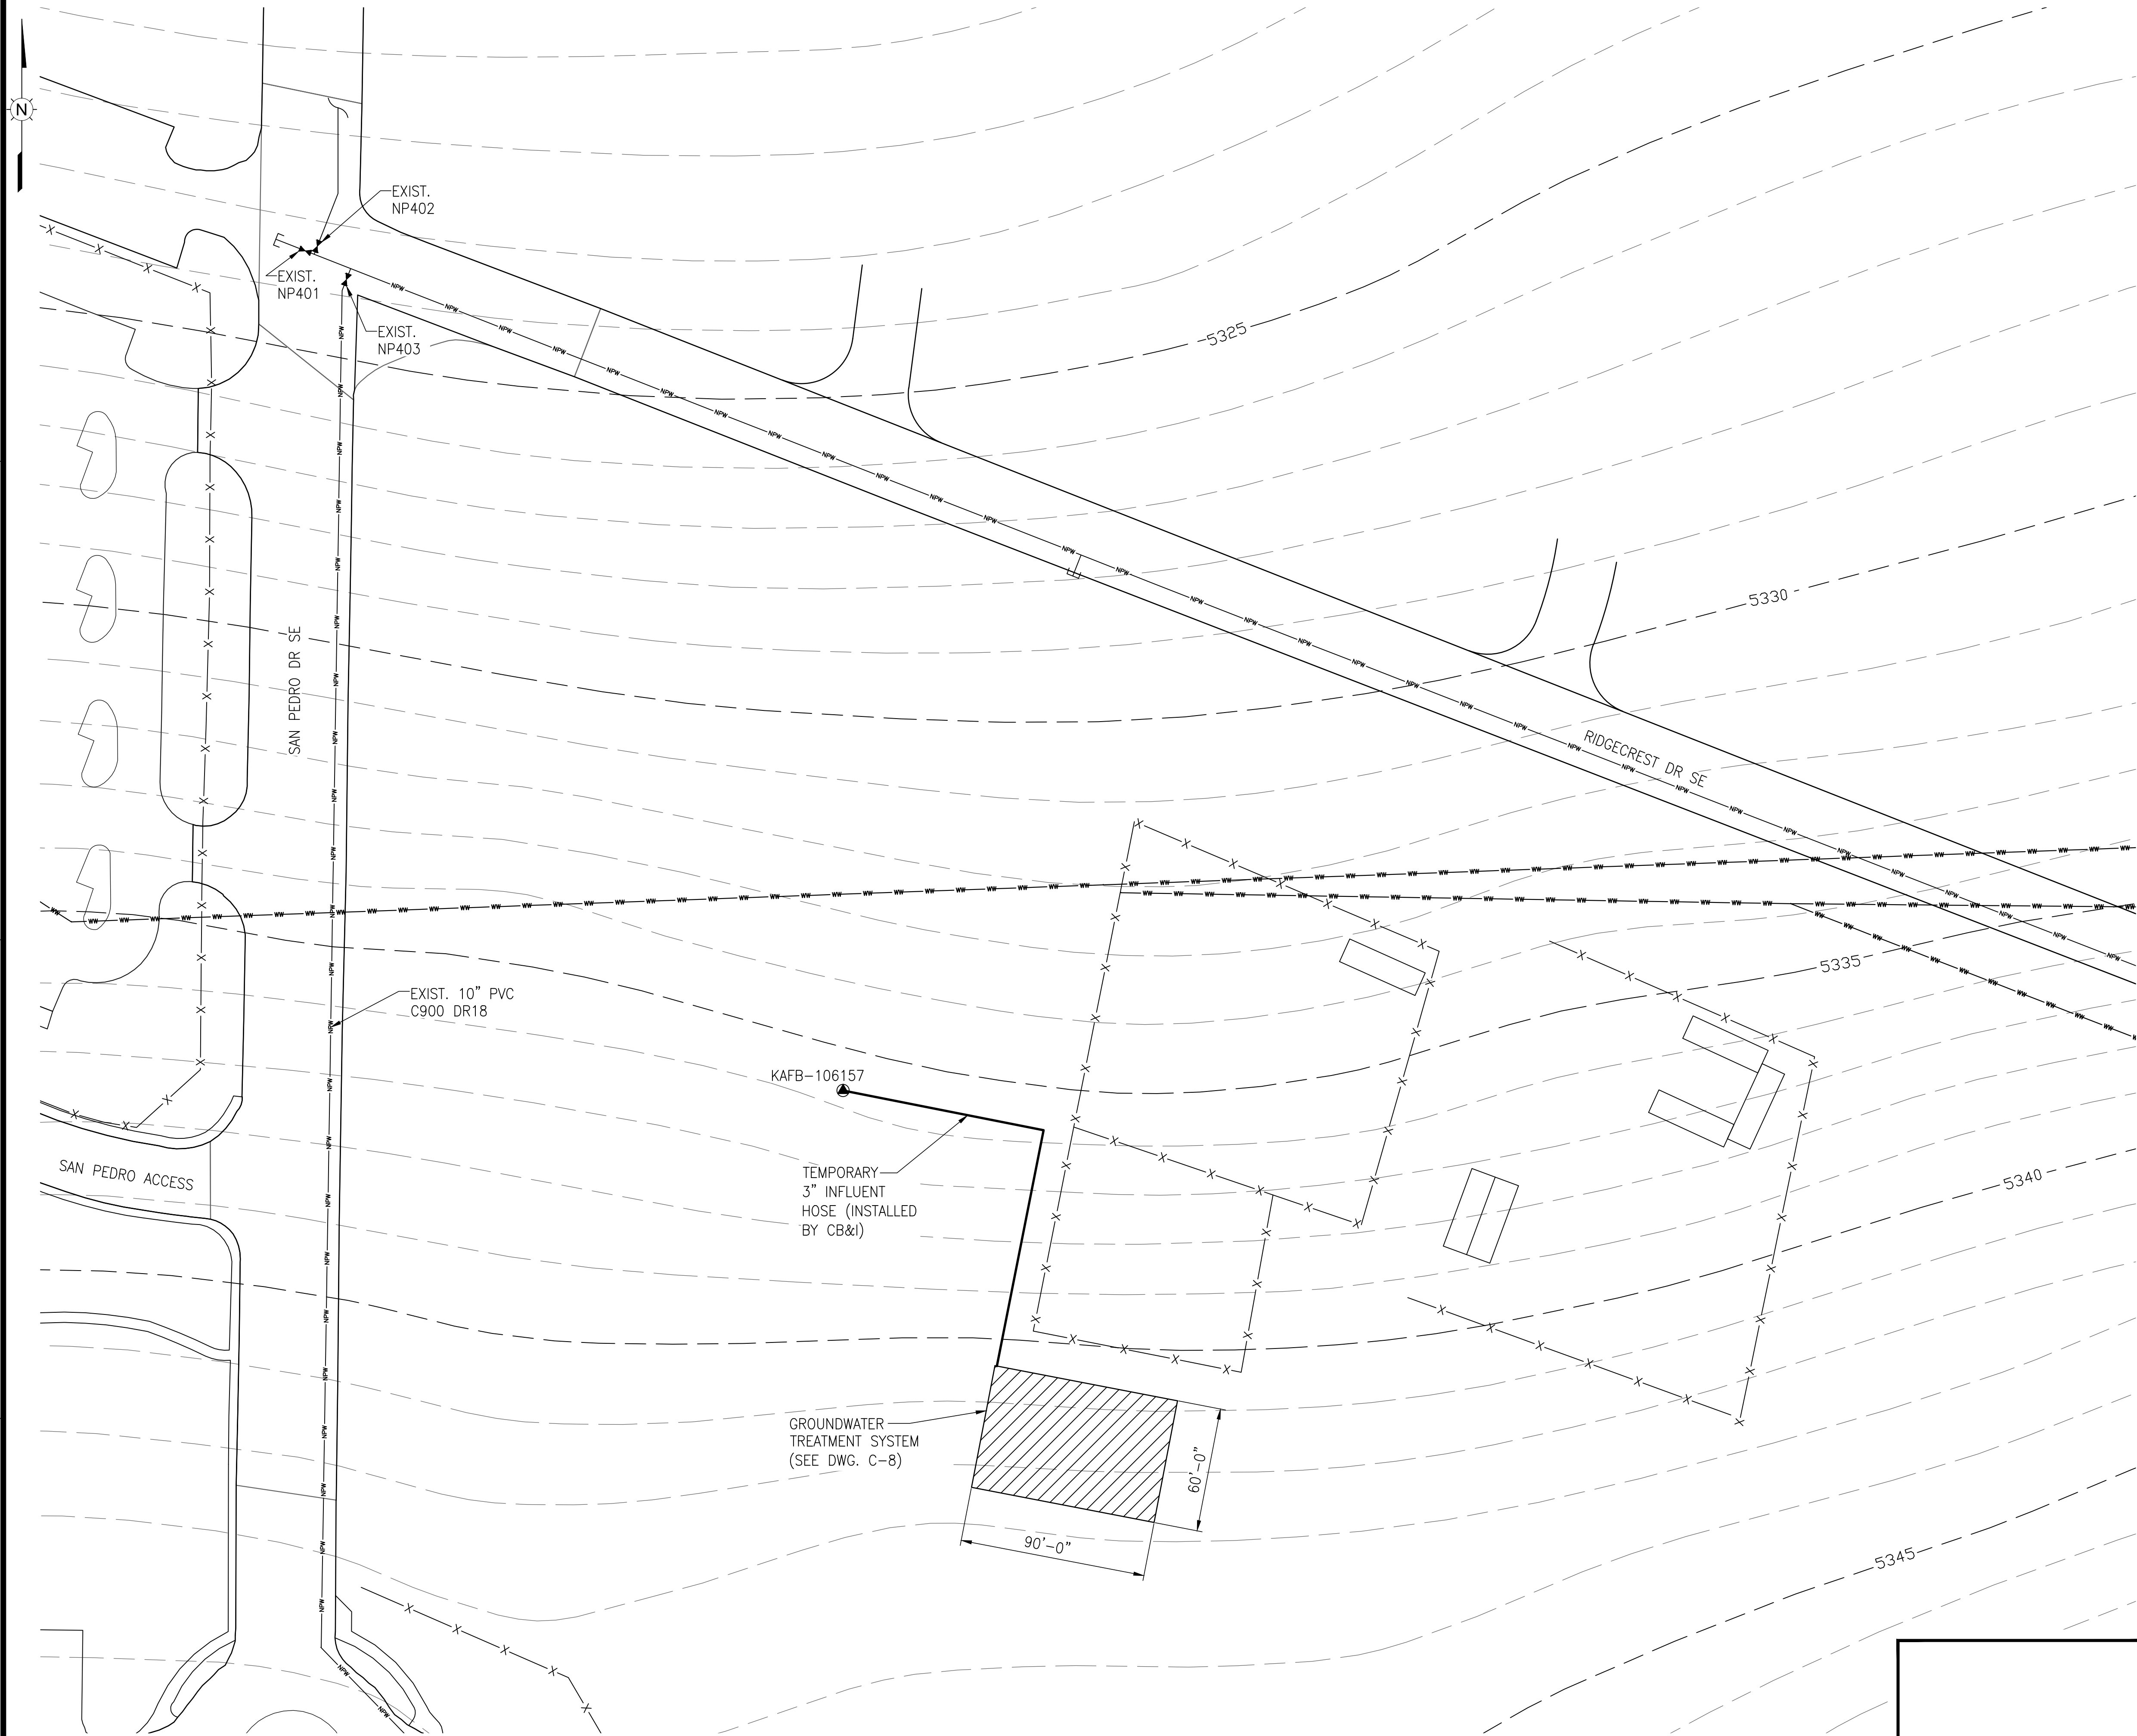 N
EXIST.
NP402
EXIST.
NP401
EXIST.
NP403
5325
5330
SAN PEDRO DR SE
RIDGECREST DR SE
5335
EXIST. 10" PVC
C900 DR18
KAFB-106157
SAN PEDRO ACCESS
TEMPORARY
3" INFLUENT
HOSE (INSTALLED
BY CB&I)
5340
GROUNDWATER
TREATMENT SYSTEM
(SEE DWG. C-8)
60'-0"
90'-0"
5345
NPW
WW
X